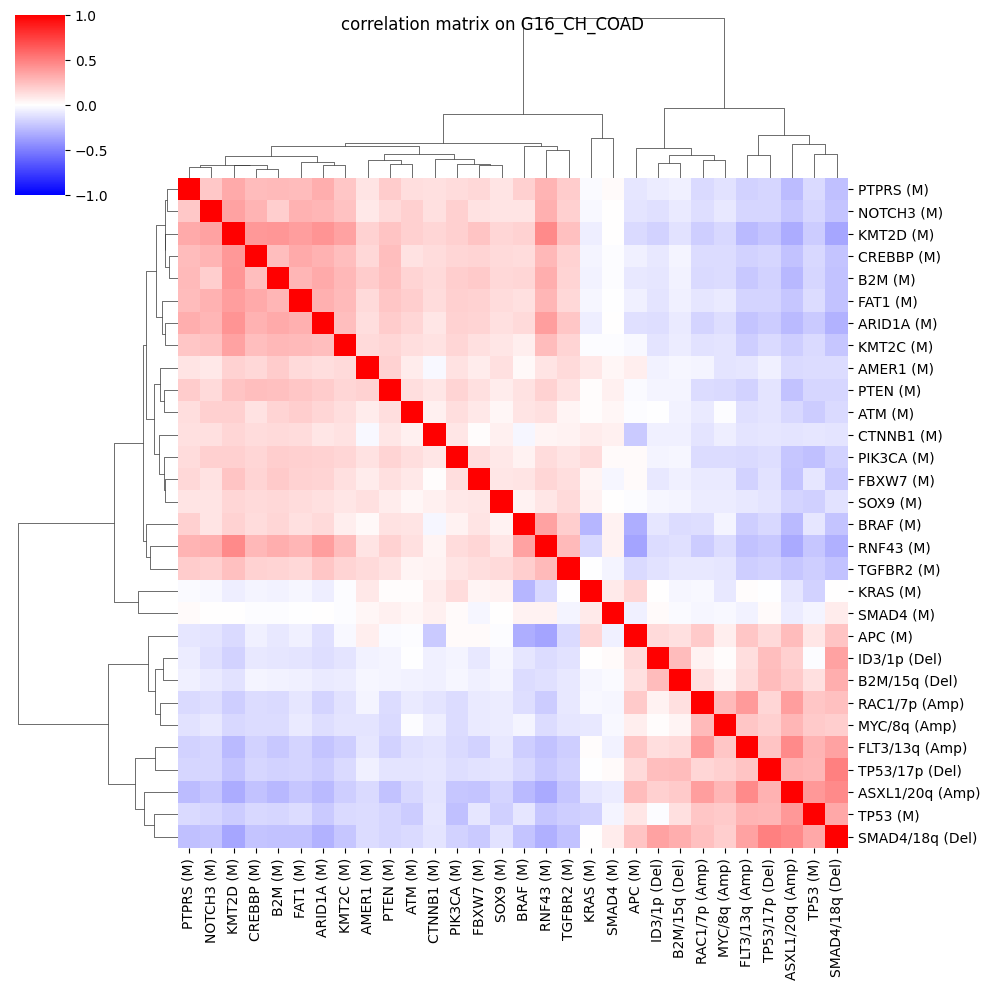 correlation matrix on G16_CH_COAD
1.0
0.5
0.0
−0.5
−1.0
PTPRS (M)
NOTCH3 (M)
KMT2D (M)
CREBBP (M)
B2M (M)
FAT1 (M)
ARID1A (M)
KMT2C (M)
AMER1 (M)
PTEN (M)
ATM (M)
CTNNB1 (M)
PIK3CA (M)
FBXW7 (M)
SOX9 (M)
BRAF (M)
RNF43 (M)
TGFBR2 (M)
KRAS (M)
SMAD4 (M)
APC (M)
ID3/1p (Del)
B2M/15q (Del)
RAC1/7p (Amp)
MYC/8q (Amp)
FLT3/13q (Amp)
TP53/17p (Del)
ASXL1/20q (Amp)
TP53 (M)
SMAD4/18q (Del)
PTPRS (M)
NOTCH3 (M)
KMT2D (M)
CREBBP (M)
B2M (M)
FAT1 (M)
ARID1A (M)
KMT2C (M)
AMER1 (M)
PTEN (M)
ATM (M)
CTNNB1 (M)
PIK3CA (M)
FBXW7 (M)
SOX9 (M)
BRAF (M)
RNF43 (M)
TGFBR2 (M)
KRAS (M)
SMAD4 (M)
APC (M)
ID3/1p (Del)
B2M/15q (Del)
RAC1/7p (Amp)
MYC/8q (Amp)
FLT3/13q (Amp)
TP53/17p (Del)
ASXL1/20q (Amp)
TP53 (M)
SMAD4/18q (Del)